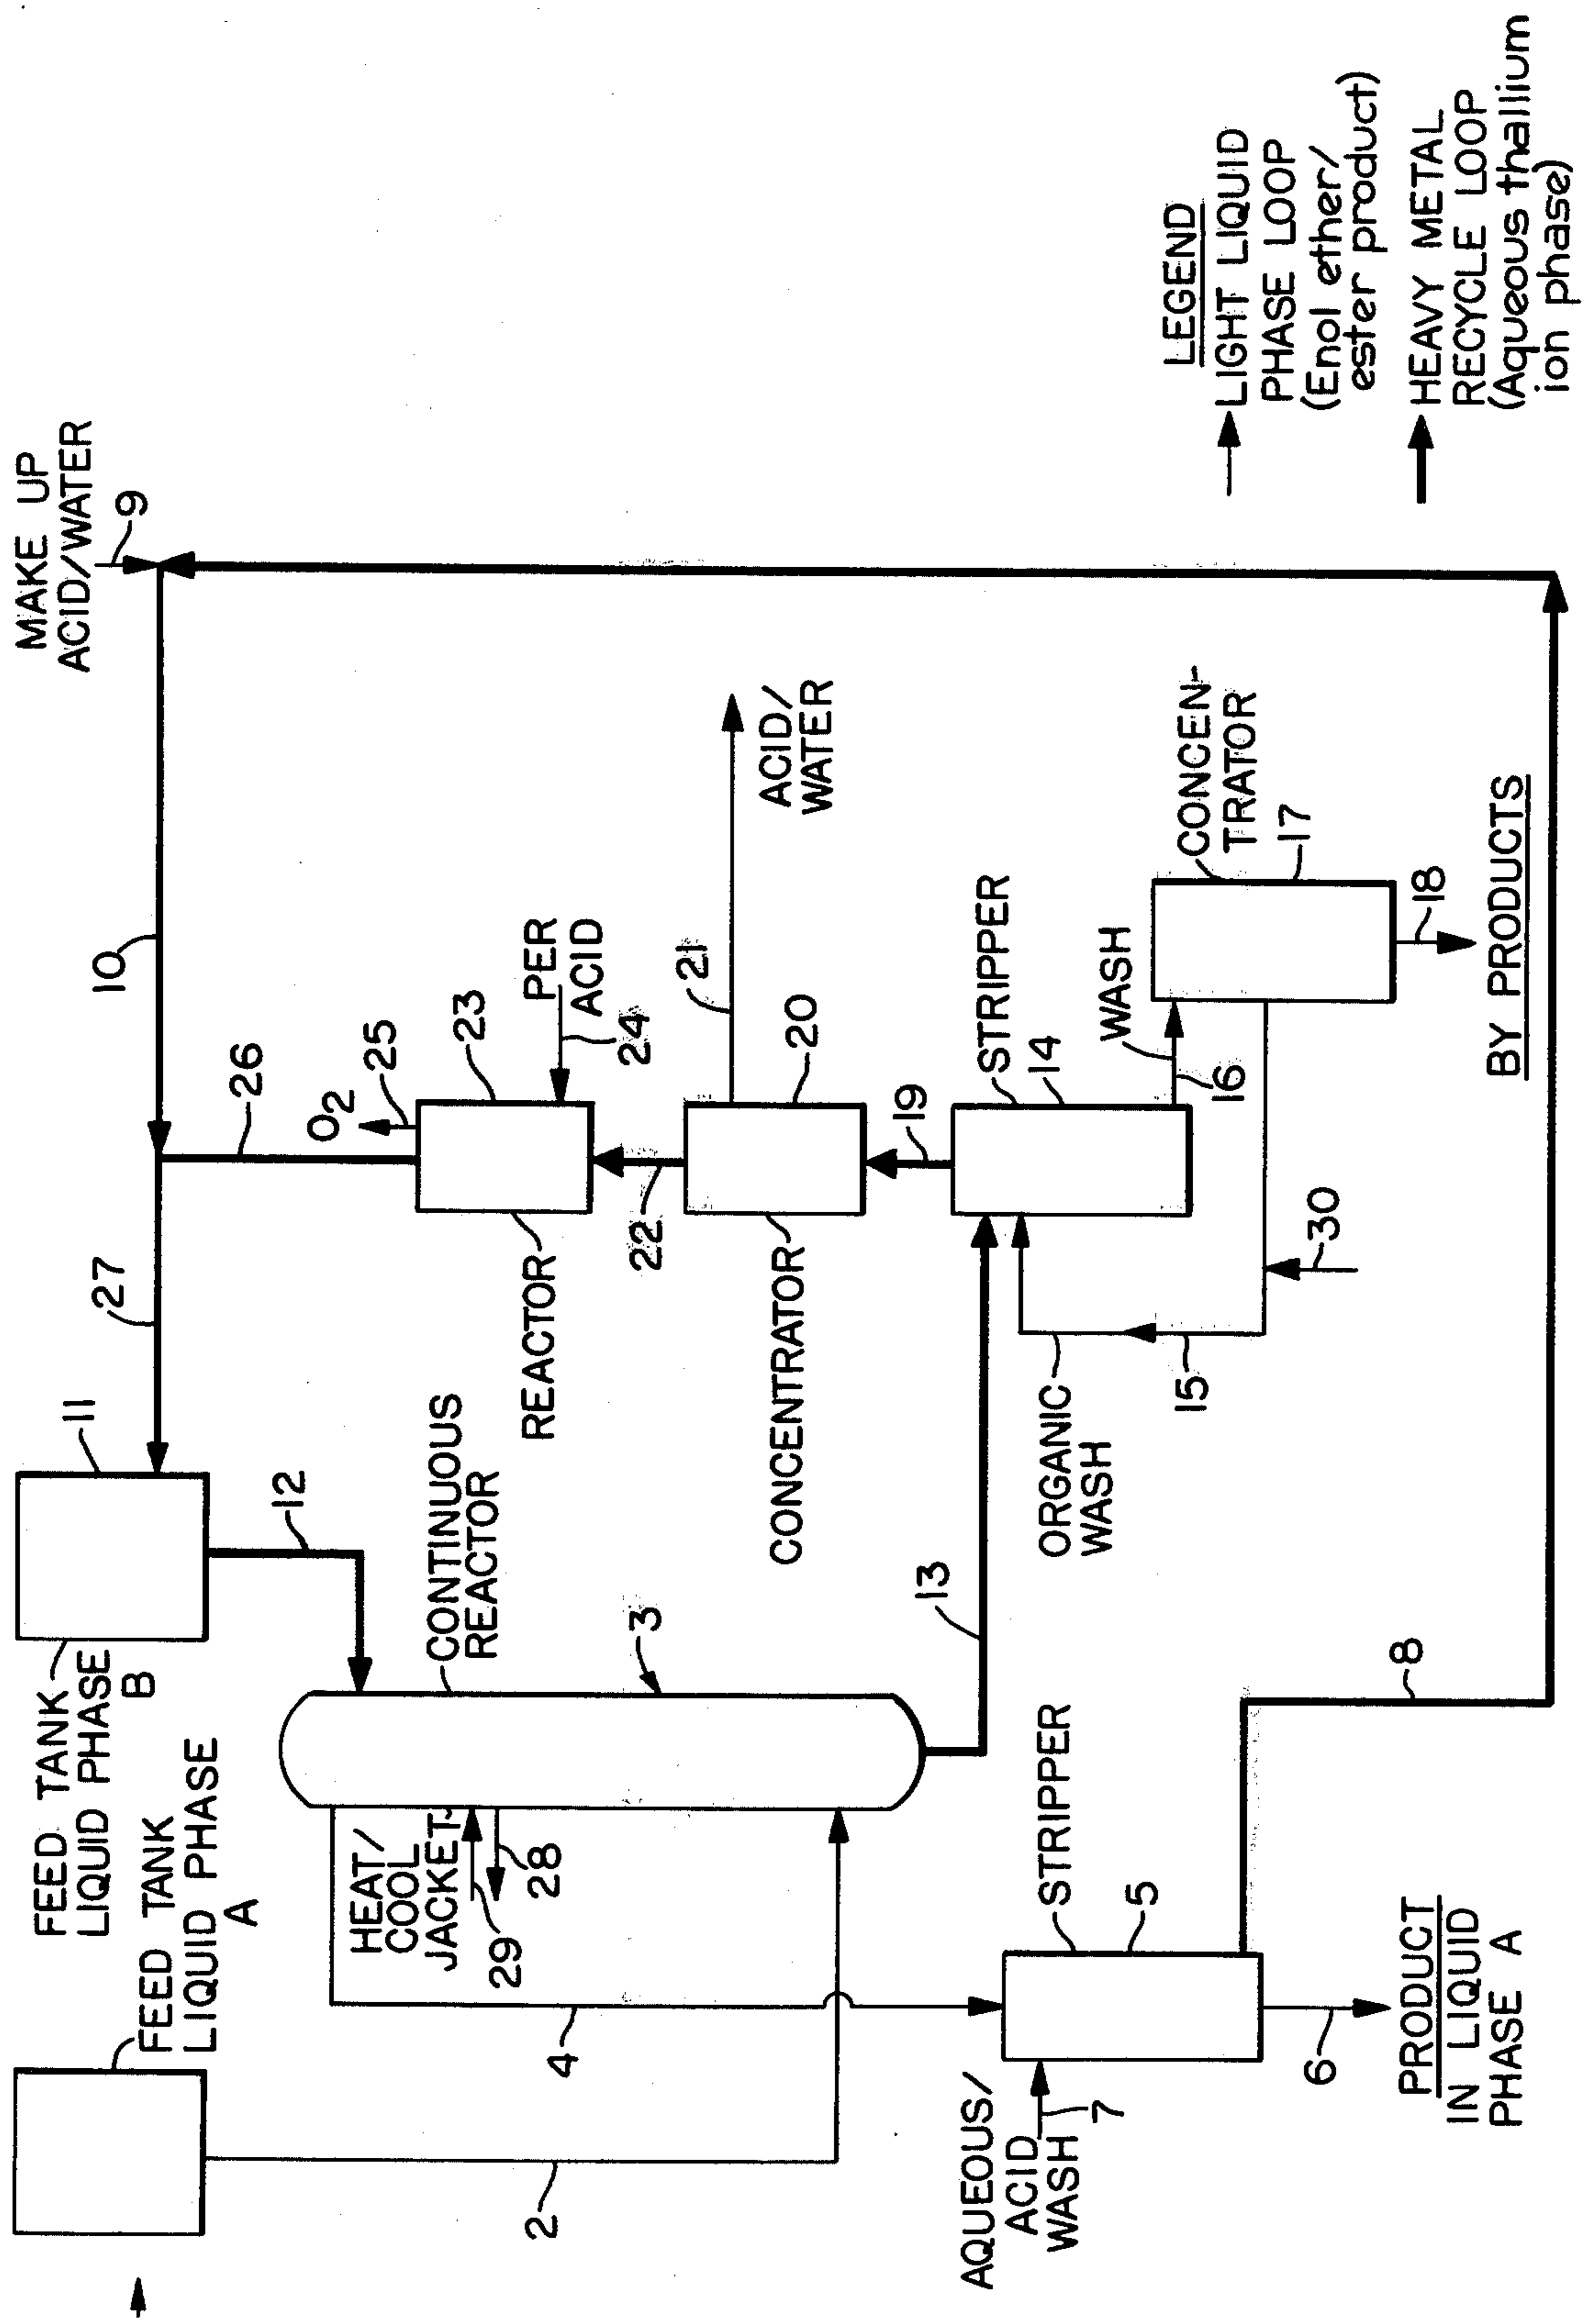 FEED TANK
LIQUID PHASE
A
FEED TANK
LIQUID PHASE
B
11
27
10
MAKE UP
ACID/WATER
9
12
26
O2
25
HEAT/
COOL
JACKET
29
28
CONTINUOUS
REACTOR
3
REACTOR
23
PER
ACID
24
22
2
4
CONCENTRATOR
20
21
ACID/
WATER
19
13
STRIPPER
14
ORGANIC
WASH
15
WASH
16
CONCEN-
TRATOR
17
30
18
BY PRODUCTS
AQUEOUS/
ACID
WASH
7
STRIPPER
5
6
8
PRODUCT
IN LIQUID
PHASE A
LEGEND
LIGHT LIQUID
PHASE LOOP
(Enol ether/
ester product)
HEAVY METAL
RECYCLE LOOP
(Aqueous thallium
ion phase)